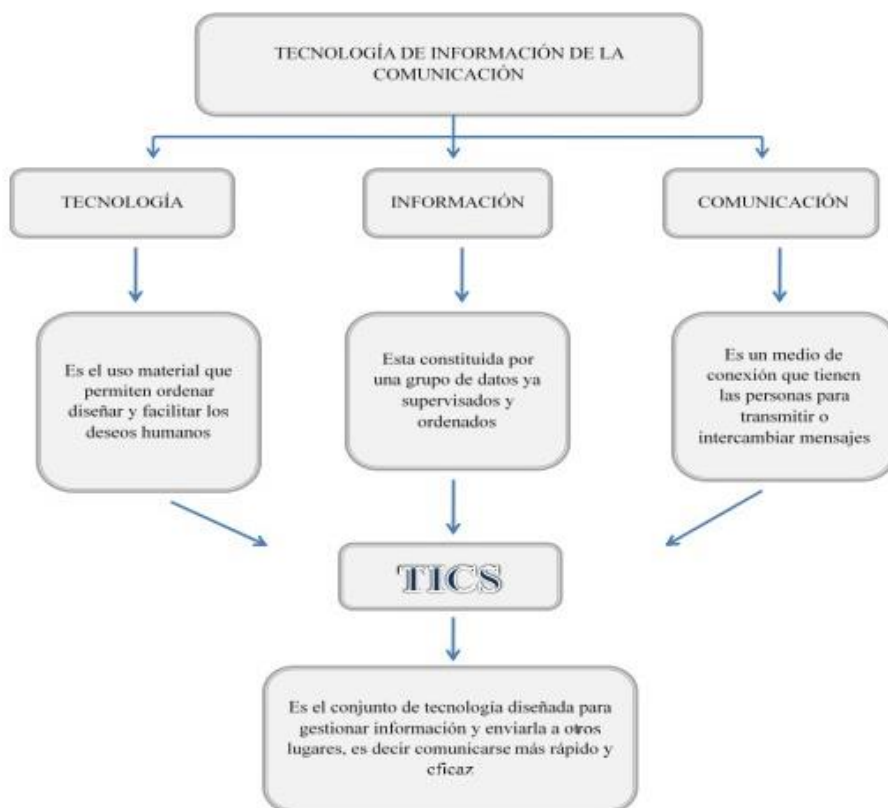 TECNOLOGÍA DE INFORMACIÓN DE LA
COMUNICACIÓN
TECNOLOGÍA
INFORMACIÓN
COMUNICACIÓN
Es el uso material que
permiten ordenar
diseñar y facilitar los
deseos humanos
Esta constituida por
una grupo de datos ya
supervisados y
ordenados
Es un medio de
conexión que tienen
las personas para
transmitir o
intercambiar mensajes
TICS
Es el conjunto de tecnología diseñada para
gestionar información y enviarla a otros
lugares, es decir comunicarse más rápido y
eficaz